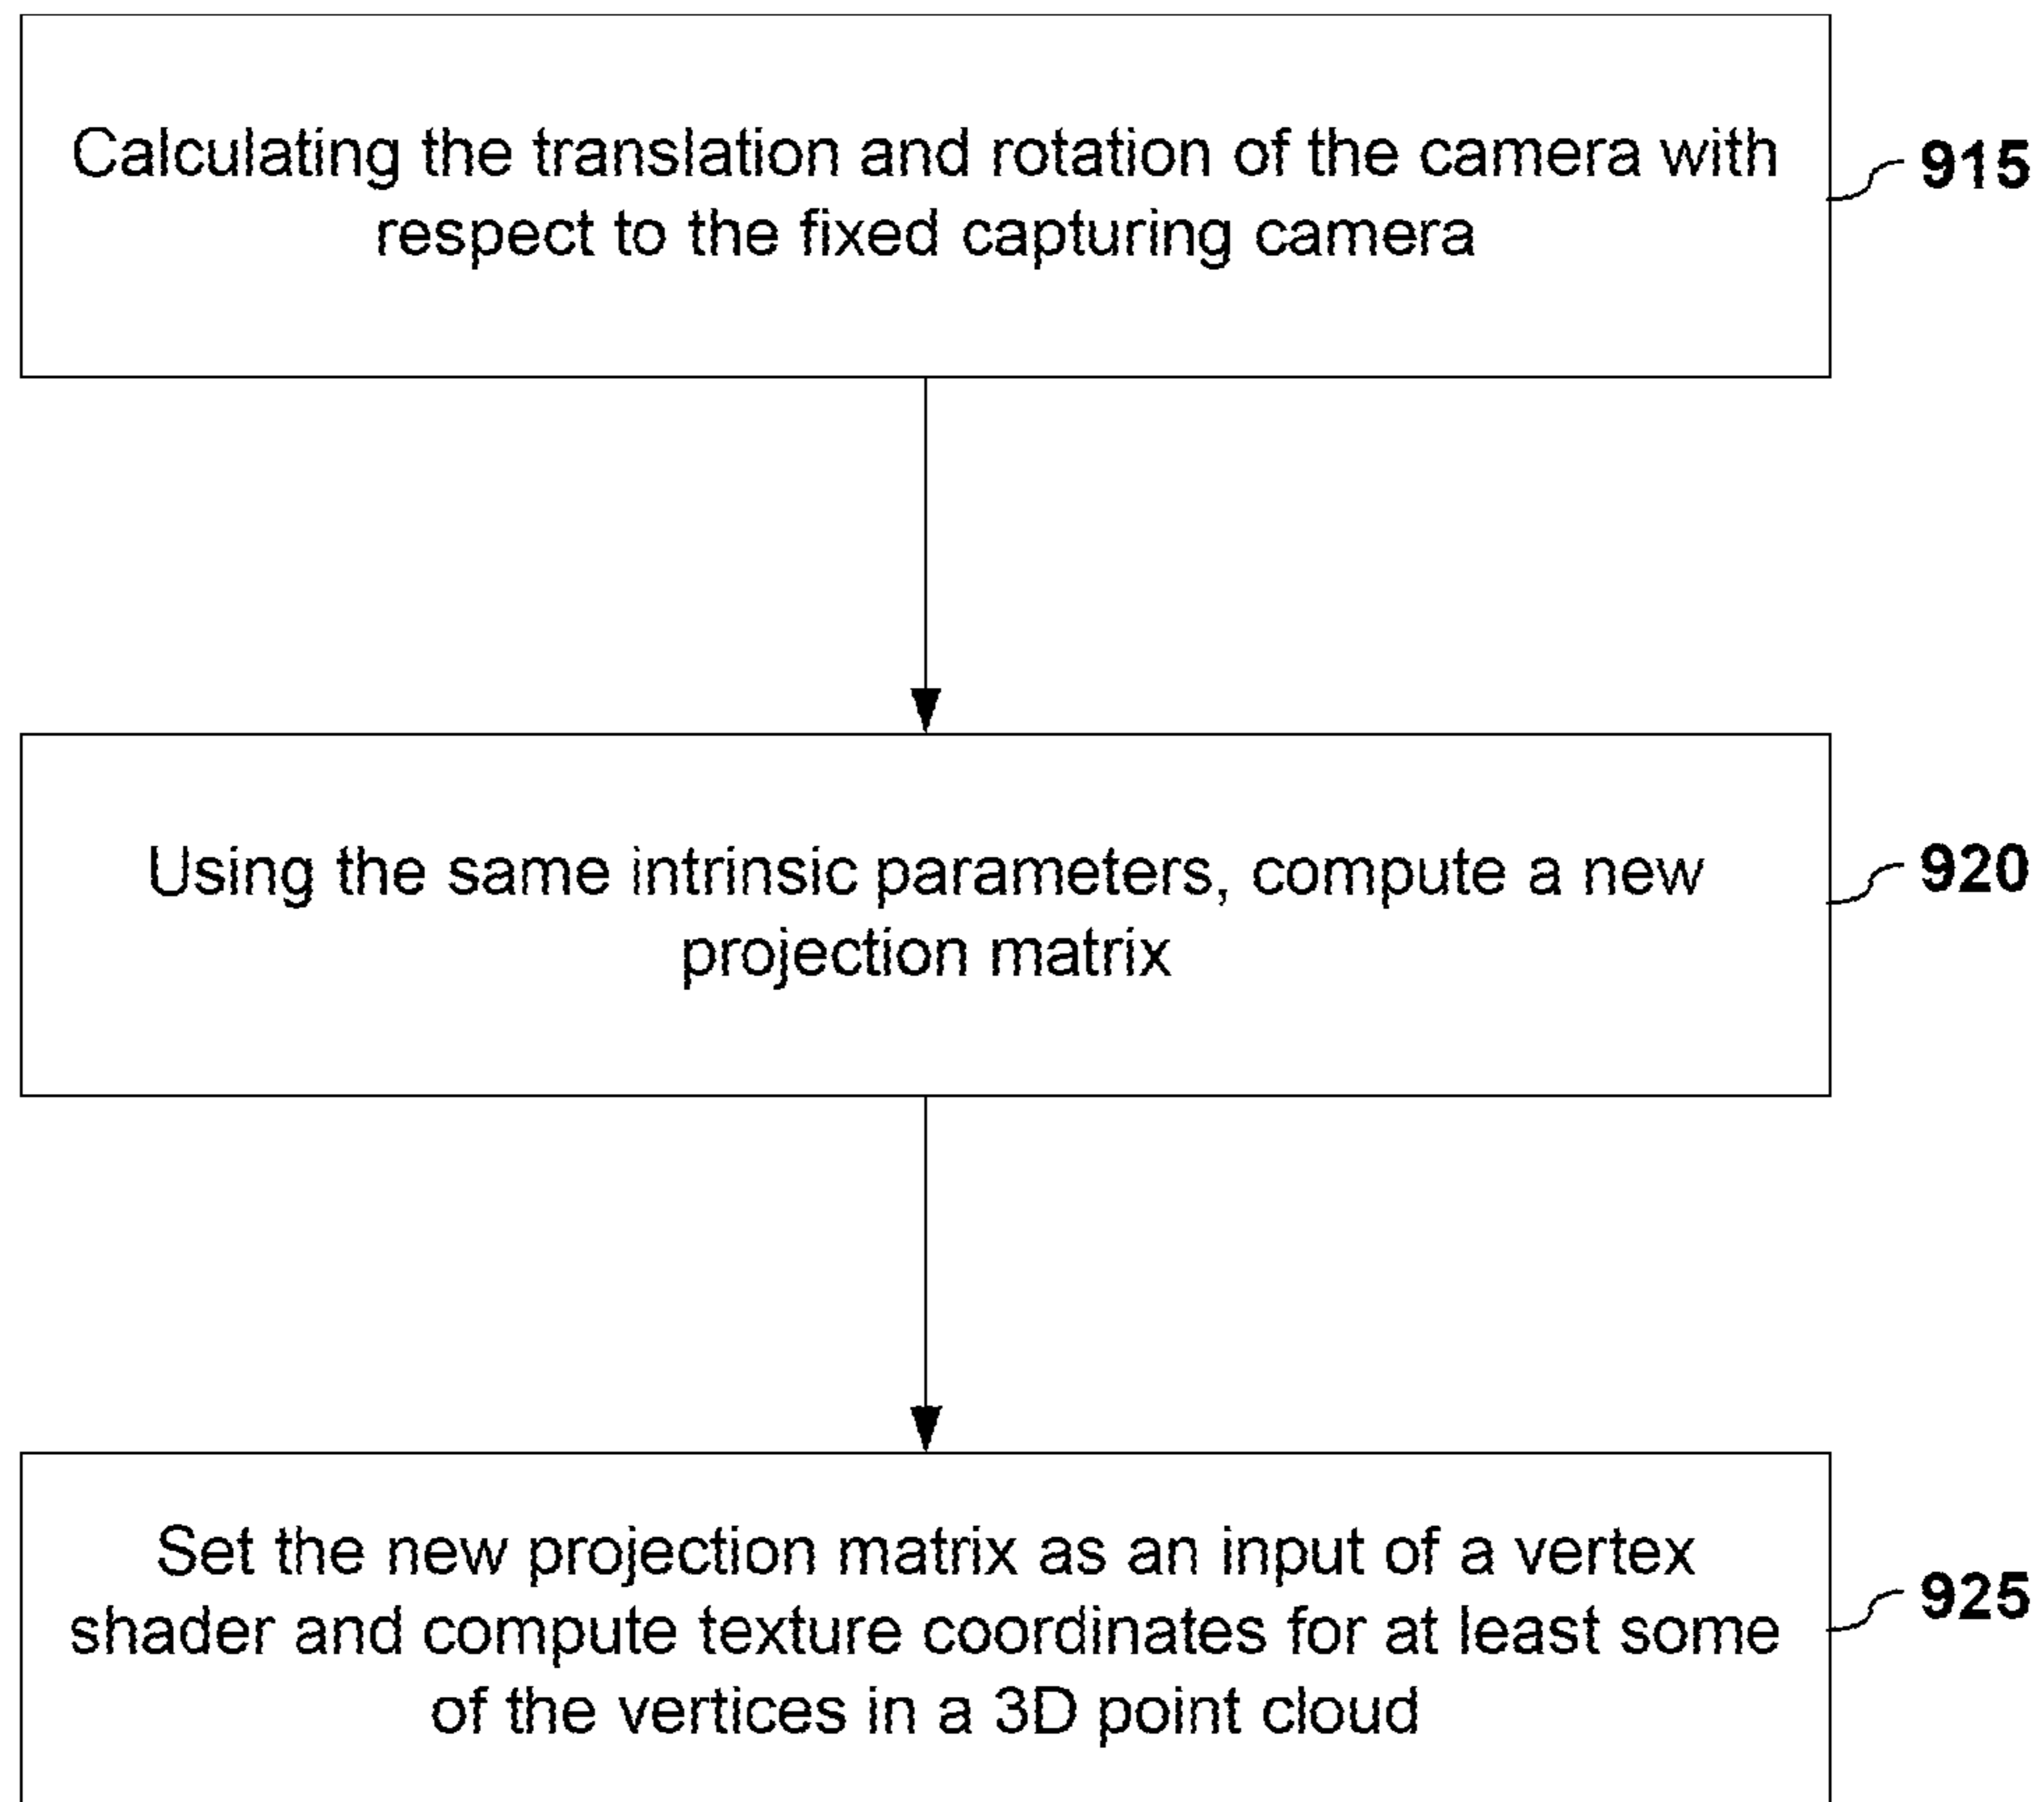 Calculating the translation and rotation of the camera with
respect to the fixed capturing camera
915
Using the same intrinsic parameters, compute a new
projection matrix
920
Set the new projection matrix as an input of a vertex
shader and compute texture coordinates for at least some
of the vertices in a 3D point cloud
925